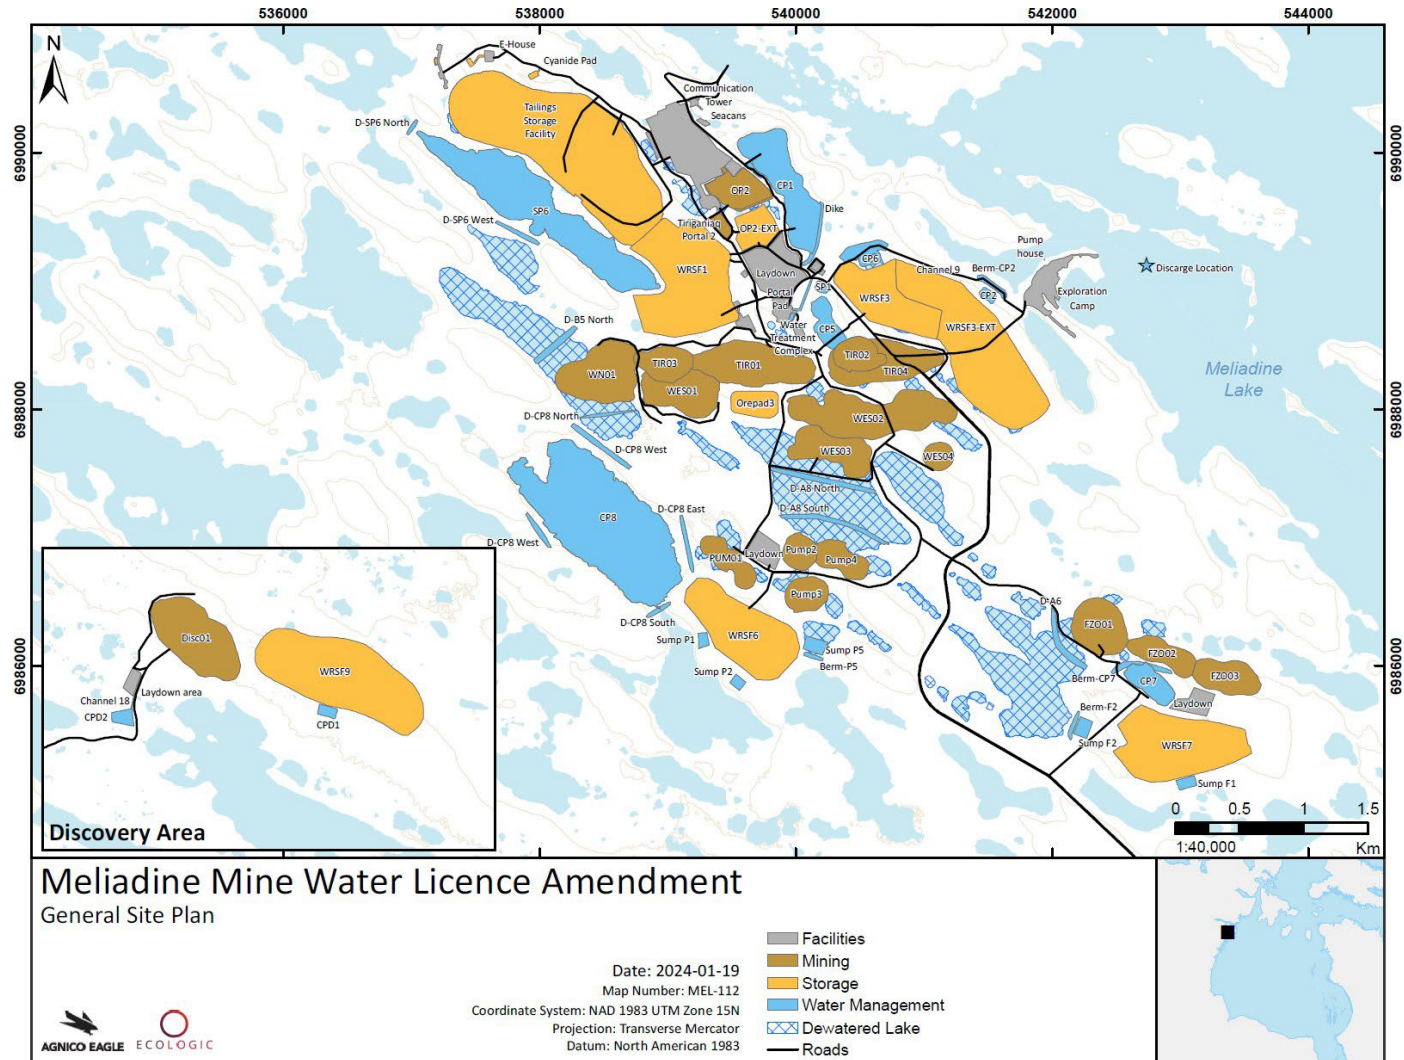 536000
538000
540000
542000
544000
N
E-House
Cyanide Pad
Communication
Tower
Seacans
Tailings
Storage
Facility
D-SP6 North
6990000
6990000
CP1
OP2
SP6
D-SP6 West
Dike
Tiriganiaq
Portal 2
OP2-EXT
Pump
house
WRSF1
Laydown
CP6
Channel 9
Berm-CP2
Discarge Location
Portal
Pad
SP1
WRSF3
CP2
Exploration
Camp
D-B5 North
Water
Treatment
Complex
CP5
WRSF3-EXT
TIR03
TIR01
TIR02
TIR04
Meliadine
Lake
WN01
WES01
Orepad3
6988000
6988000
D-CP8 North
WES02
D-CP8 West
WES03
WES04
D-A8 North
CP8
D-CP8 East
D-A8 South
D-CP8 West
PUM01
Laydown
Pump2
Pump4
Pump3
D-A6
D-CP8 South
FZO01
Sump P1
WRSF6
Sump P5
Berm-P5
Sump P2
FZO02
FZO03
6986000
6986000
Berm-CP7
CP7
Laydown
Berm-F2
Sump F2
WRSF7
Sump F1
Disc01
WRSF9
Channel 18
Laydown area
CPD2
CPD1
Discovery Area
0 0.5 1 1.5
1:40,000 Km
Meliadine Mine Water Licence Amendment
General Site Plan
Date: 2024-01-19
Map Number: MEL-112
Coordinate System: NAD 1983 UTM Zone 15N
Projection: Transverse Mercator
Datum: North American 1983
Facilities
Mining
Storage
Water Management
Dewatered Lake
Roads
AGNICO EAGLE
ECOLOGIC